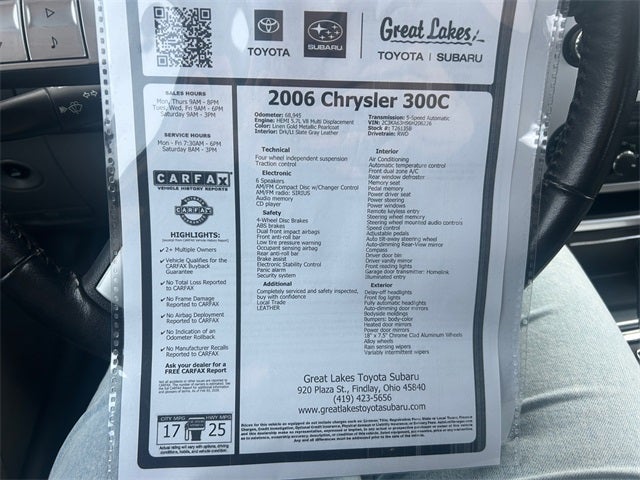 TOYOTA
SUBARU
Great Lakes
TOYOTA | SUBARU
SALES HOURS
Mon, Thurs 9AM - 8PM
Tues, Wed, Fri 9AM - 6PM
Saturday 9AM - 3PM
SERVICE HOURS
Mon - Fri 7:30AM - 6PM
Saturday 8AM - 3PM
CARFAX
VEHICLE HISTORY REPORTS
CARFAX
HIGHLIGHTS:
2+ Multiple Owners
Vehicle Qualifies for the
CARFAX Buyback
Guarantee
No Total Loss Reported
to CARFAX
No Frame Damage
Reported to CARFAX
No Airbag Deployment
Reported to CARFAX
No Indication of an
Odometer Rollback
No Manufacturer Recalls
Reported to CARFAX
Ask your dealer for a
FREE CARFAX Report
CITY MPG HWY MPG
17 25
2006 Chrysler 300C
Odometer: 68,945
Engine: HEMI 5.7L V8 Multi Displacement
Color: Linen Gold Metallic Pearlcoat
Interior: Drk/Lt Slate Gray Leather
Transmission: 5-Speed Automatic
Stock #: T26135B
Drivetrain: RWD
Technical
Four wheel independent suspension
Traction control
Electronic
6 Speakers
AM/FM Compact Disc w/Changer Control
AM/FM radio: SIRIUS
Audio memory
CD player
Safety
4-Wheel Disc Brakes
ABS brakes
Dual front impact airbags
Front anti-roll bar
Low tire pressure warning
Occupant sensing airbag
Rear anti-roll bar
Brake assist
Electronic Stability Control
Panic alarm
Security system
Additional
Completely serviced and safety inspected,
buy with confidence
Local Trade
LEATHER
Interior
Air Conditioning
Automatic temperature control
Front dual zone A/C
Rear window defroster
Memory seat
Pedal memory
Power driver seat
Power steering
Power windows
Remote keyless entry
Steering wheel memory
Steering wheel mounted audio controls
Speed control
Adjustable pedals
Auto tilt-away steering wheel
Auto-dimming Rear-View mirror
Compass
Driver door bin
Driver vanity mirror
Front reading lights
Garage door transmitter: Homelink
Illuminated entry
Exterior
Delay-off headlights
Front fog lights
Fully automatic headlights
Auto-dimming door mirrors
Bodyside moldings
Bumpers: body-color
Heated door mirrors
Power door mirrors
18" x 7.5" Chrome Clad Aluminum Wheels
Alloy wheels
Rain sensing wipers
Variably intermittent wipers
Great Lakes Toyota Subaru
920 Plaza St., Findlay, Ohio 45840
(419) 423-5656
www.greatlakestoyotasubaru.com